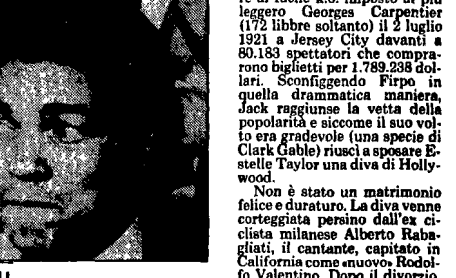 re al facile k.o. imposto al più
leggero Georges Carpentier
(172 libbre soltanto) il 2 luglio
1921 a Jersey City davanti a
80.183 spettatori che compra-
rono biglietti per 1.789.238 dol-
lari. Sconfiggendo Firpo in
quella drammatica maniera,
Jack raggiunse la vetta della
popolarità e siccome il suo vol-
to era gradevole (una specie di
Clark Gable) riuscì a sposare E-
stelle Taylor una diva di Holly-
wood.
Non è stato un matrimonio
felice e duraturo. La diva venne
corteggiata persino dall'ex ci-
clista milanese Alberto Raba-
gliati, il cantante, capitato in
California come «nuovo» Rodol-
fo Valentino. Dopo il divorzio,